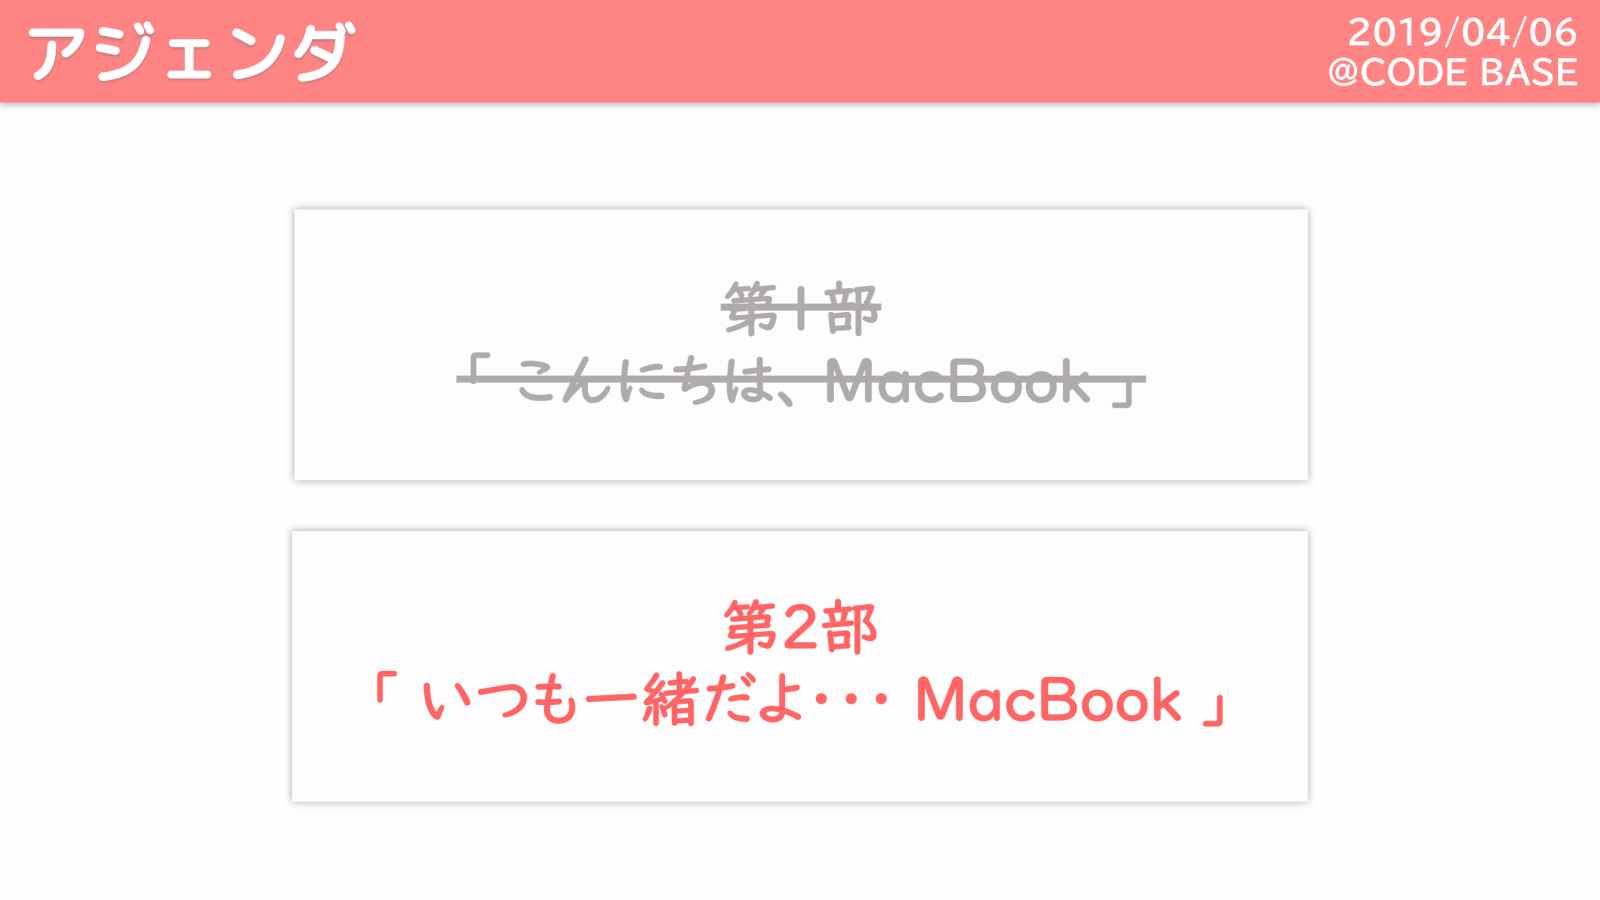 アジェンダ
2019/04/06
@CODE BASE
第1部
「 こんにちは、MacBook 」
第2部
「 いつも一緒だよ・・・ MacBook 」